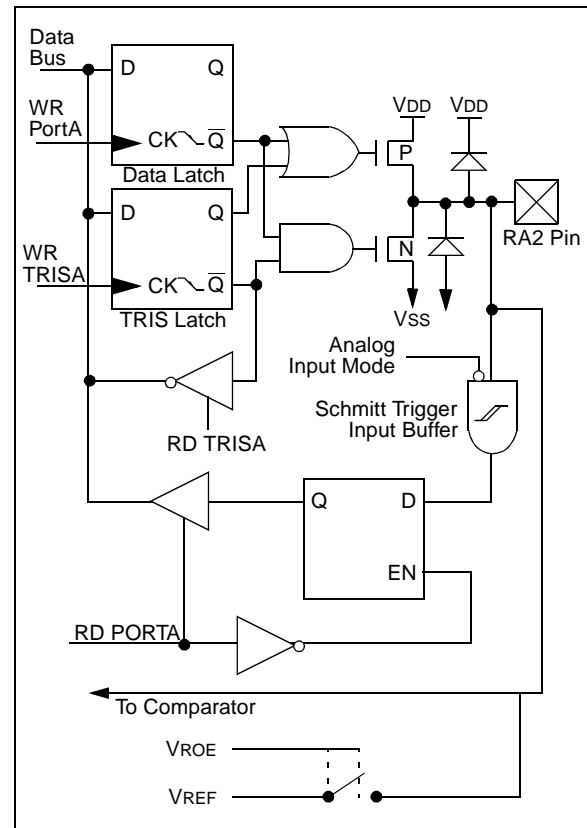 Data
Bus
D Q
VDD VDD
WR
PortA
CK Q
P
Data Latch
D Q
N
RA2 Pin
WR
TRISA
CK Q
VSS
TRIS Latch
Analog
Input Mode
Schmitt Trigger
Input Buffer
RD TRISA
Q D
EN
RD PORTA
To Comparator
VROE
VREF